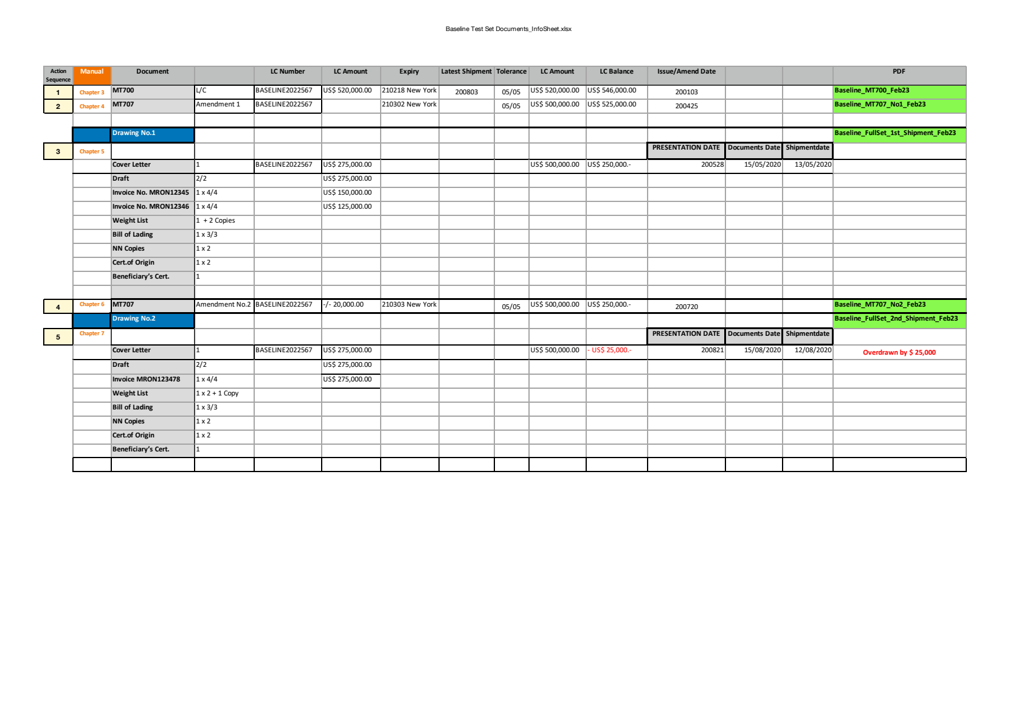 Baseline Test Set Documents_InfoSheet.xlsx
Action Sequence Manual Document LC Number LC Amount Expiry Latest Shipment Tolerance LC Amount LC Balance Issue/Amend Date PDF
1 Chapter 3 MT700 L/C BASELINE2022567 US$ 520,000.00 210218 New York 200803 05/05 US$ 520,000.00 US$ 546,000.00 200103 Baseline_MT700_Feb23
2 Chapter 4 MT707 Amendment 1 BASELINE2022567 210302 New York 05/05 US$ 500,000.00 US$ 525,000.00 200425 Baseline_MT707_No1_Feb23
Drawing No.1 Baseline_FullSet_1st_Shipment_Feb23
3 Chapter 5 PRESENTATION DATE Documents Date Shipmentdate
Cover Letter 1 BASELINE2022567 US$ 275,000.00 US$ 500,000.00 US$ 250,000.- 200528 15/05/2020 13/05/2020
Draft 2/2 US$ 275,000.00
Invoice No. MRON12345 1 x 4/4 US$ 150,000.00
Invoice No. MRON12346 1 x 4/4 US$ 125,000.00
Weight List 1 + 2 Copies
Bill of Lading 1 x 3/3
NN Copies 1 x 2
Cert.of Origin 1 x 2
Beneficiary's Cert. 1
4 Chapter 6 MT707 Amendment No.2 BASELINE2022567 -/- 20,000.00 210303 New York 05/05 US$ 500,000.00 US$ 250,000.- 200720 Baseline_MT707_No2_Feb23
Drawing No.2 Baseline_FullSet_2nd_Shipment_Feb23
5 Chapter 7 PRESENTATION DATE Documents Date Shipmentdate
Cover Letter 1 BASELINE2022567 US$ 275,000.00 US$ 500,000.00 - US$ 25,000.- 200821 15/08/2020 12/08/2020 Overdrawn by $ 25,000
Draft 2/2 US$ 275,000.00
Invoice MRON123478 1 x 4/4 US$ 275,000.00
Weight List 1 x 2 + 1 Copy
Bill of Lading 1 x 3/3
NN Copies 1 x 2
Cert.of Origin 1 x 2
Beneficiary's Cert. 1